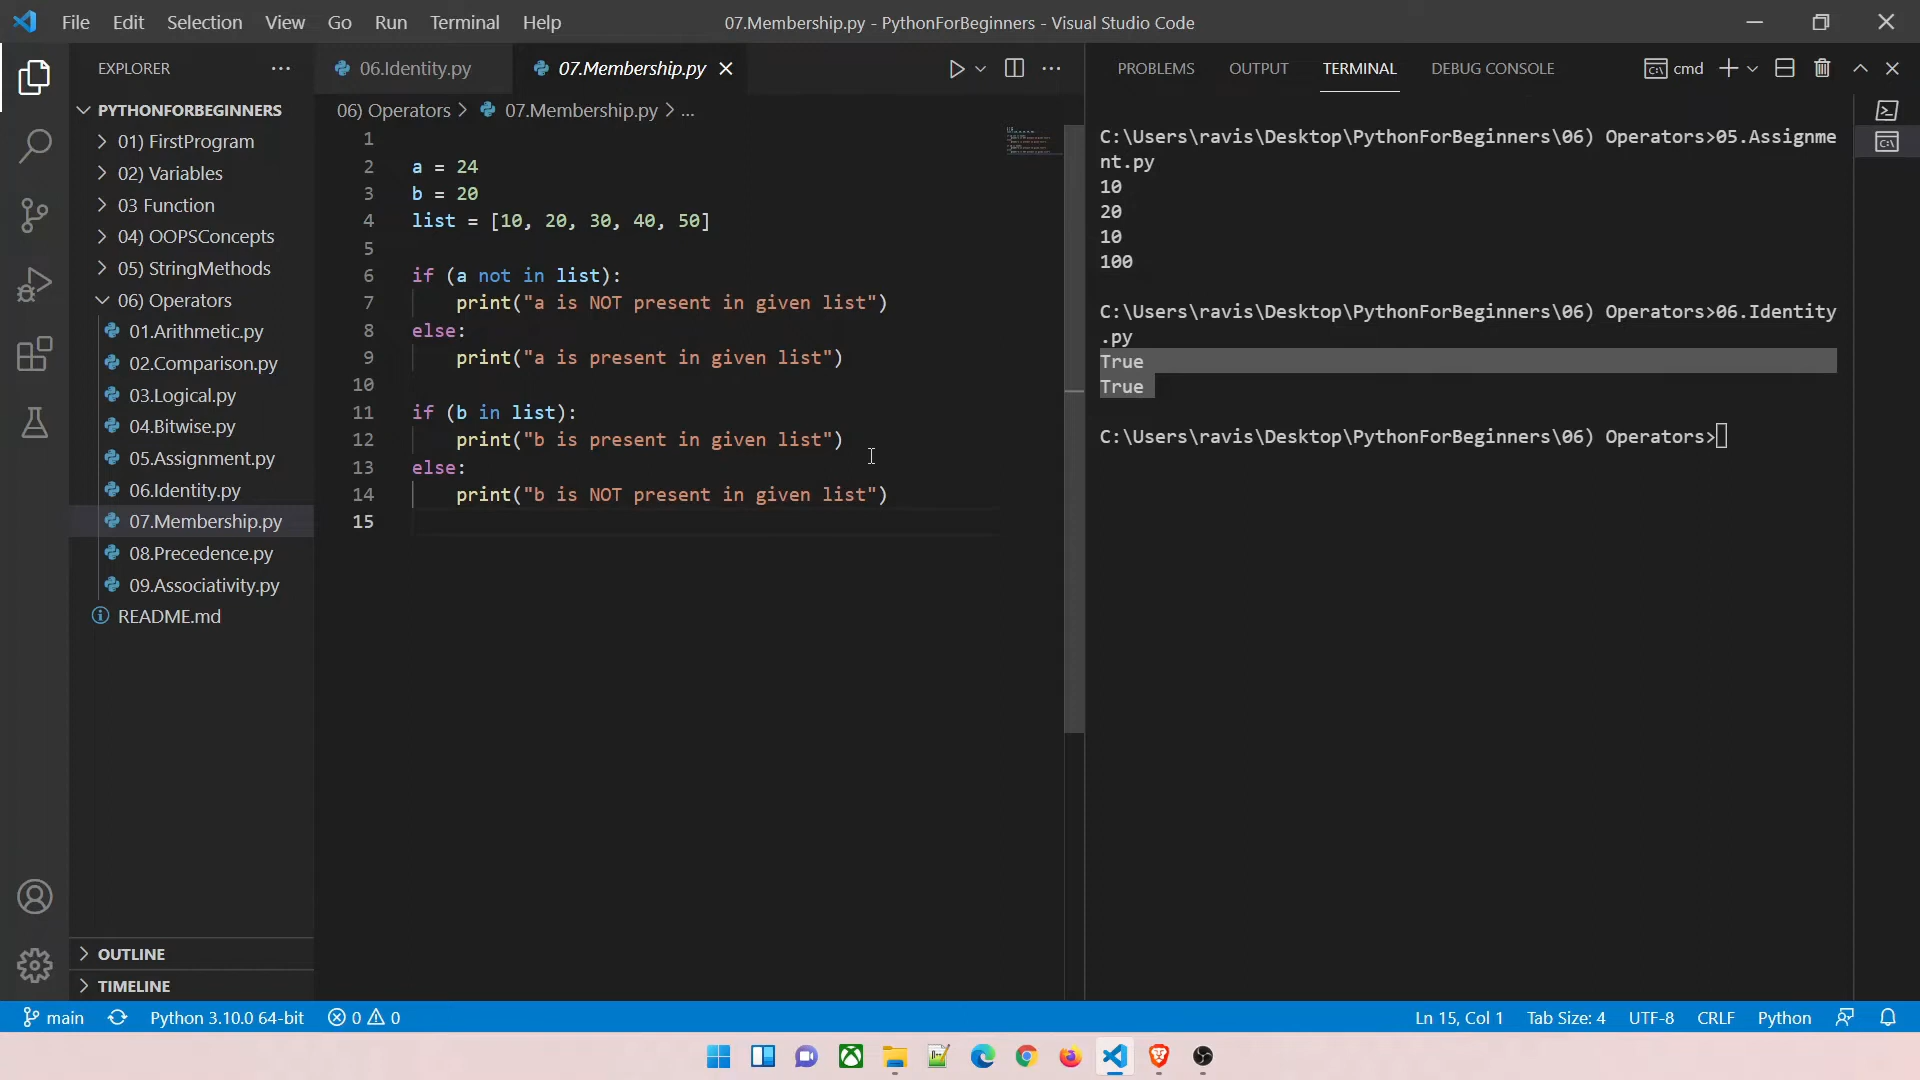 File Edit Selection View Go Run Terminal Help
07.Membership.py - PythonForBeginners - Visual Studio Code
EXPLORER
PYTHONFORBEGINNERS
01) FirstProgram
02) Variables
03 Function
04) OOPSConcepts
05) StringMethods
06) Operators
01.Arithmetic.py
02.Comparison.py
03.Logical.py
04.Bitwise.py
05.Assignment.py
06.Identity.py
07.Membership.py
08.Precedence.py
09.Associativity.py
README.md
OUTLINE
TIMELINE
06.Identity.py
07.Membership.py
06) Operators > 07.Membership.py > ...
1
2 a = 24
3 b = 20
4 list = [10, 20, 30, 40, 50]
5
6 if (a not in list):
7 print("a is NOT present in given list")
8 else:
9 print("a is present in given list")
10
11 if (b in list):
12 print("b is present in given list")
13 else:
14 print("b is NOT present in given list")
15
PROBLEMS OUTPUT TERMINAL DEBUG CONSOLE
cmd
C:\Users\ravis\Desktop\PythonForBeginners\06) Operators>05.Assignme
nt.py
10
20
10
100
C:\Users\ravis\Desktop\PythonForBeginners\06) Operators>06.Identity
.py
True
True
C:\Users\ravis\Desktop\PythonForBeginners\06) Operators>
main Python 3.10.0 64-bit 0 0
Ln 15, Col 1 Tab Size: 4 UTF-8 CRLF Python